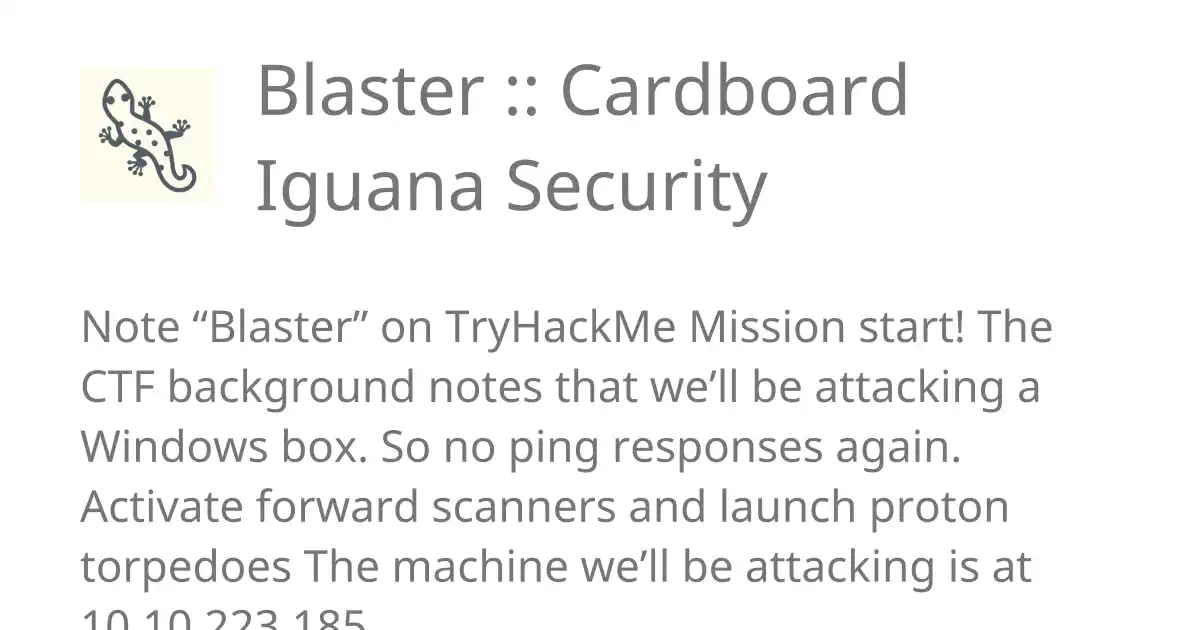 Blaster :: Cardboard
Iguana Security
Note “Blaster” on TryHackMe Mission start! The
CTF background notes that we’ll be attacking a
Windows box. So no ping responses again.
Activate forward scanners and launch proton
torpedoes The machine we’ll be attacking is at
10.10.223.185